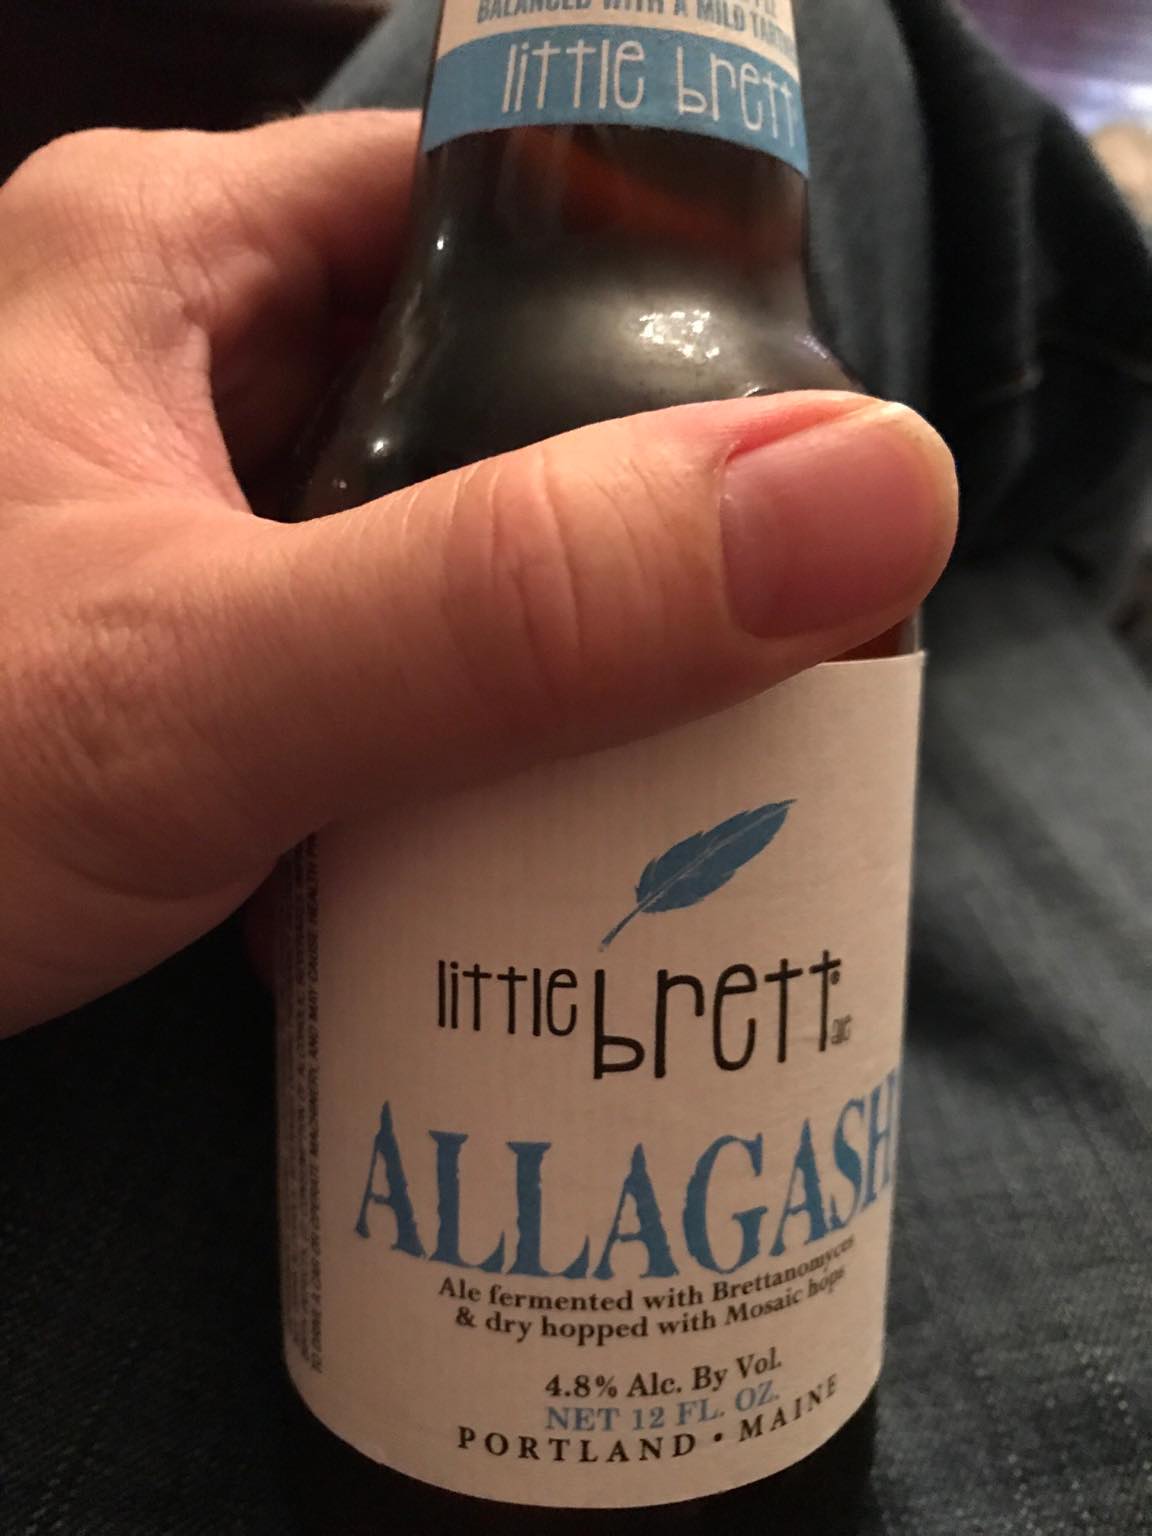 BALANCED WITH A MILD
little brett
little brett
ale
ALLAGASH
Ale fermented with Brettanomyces
& dry hopped with Mosaic hops
4.8% Alc. By Vol.
NET 12 FL. OZ.
PORTLAND • MAINE